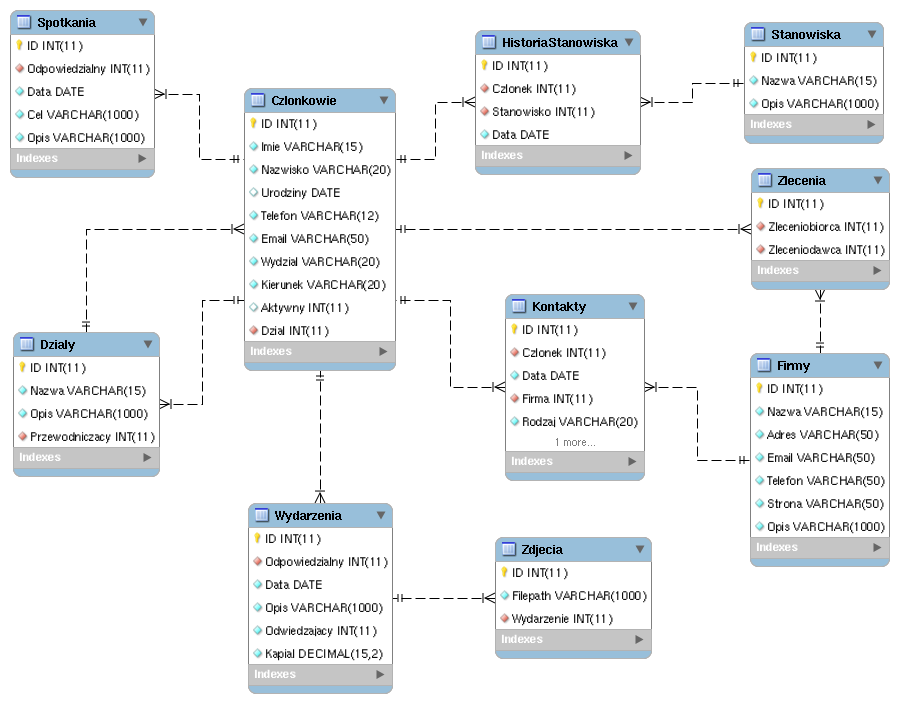 Spotkania
ID INT(11)
Odpowiedzialny INT(11)
Data DATE
Cel VARCHAR(1000)
Opis VARCHAR(1000)
Indexes
Czlonkowie
ID INT(11)
Imie VARCHAR(15)
Nazwisko VARCHAR(20)
Urodziny DATE
Telefon VARCHAR(12)
Email VARCHAR(50)
Wydzial VARCHAR(20)
Kierunek VARCHAR(20)
Aktywny INT(11)
Dzial INT(11)
Indexes
HistoriaStanowiska
ID INT(11)
Członek INT(11)
Stanowisko INT(11)
Data DATE
Indexes
Stanowiska
ID INT(11)
Nazwa VARCHAR(15)
Opis VARCHAR(1000)
Indexes
Zlecenia
ID INT(11)
Zleceniobiorca INT(11)
Zleceniodawca INT(11)
Indexes
Dzialy
ID INT(11)
Nazwa VARCHAR(15)
Opis VARCHAR(1000)
Przewodniczacy INT(11)
Indexes
Kontakty
ID INT(11)
Czlonek INT(11)
Data DATE
Firma INT(11)
Rodzaj VARCHAR(20)
1 more...
Indexes
Firmy
ID INT(11)
Nazwa VARCHAR(15)
Adres VARCHAR(50)
Email VARCHAR(50)
Telefon VARCHAR(50)
Strona VARCHAR(50)
Opis VARCHAR(1000)
Indexes
Wydarzenia
ID INT(11)
Odpowiedzialny INT(11)
Data DATE
Opis VARCHAR(1000)
Odwiedzajacy INT(11)
Kapial DECIMAL(15,2)
Indexes
Zdjecia
ID INT(11)
Filepath VARCHAR(1000)
Wydarzenie INT(11)
Indexes